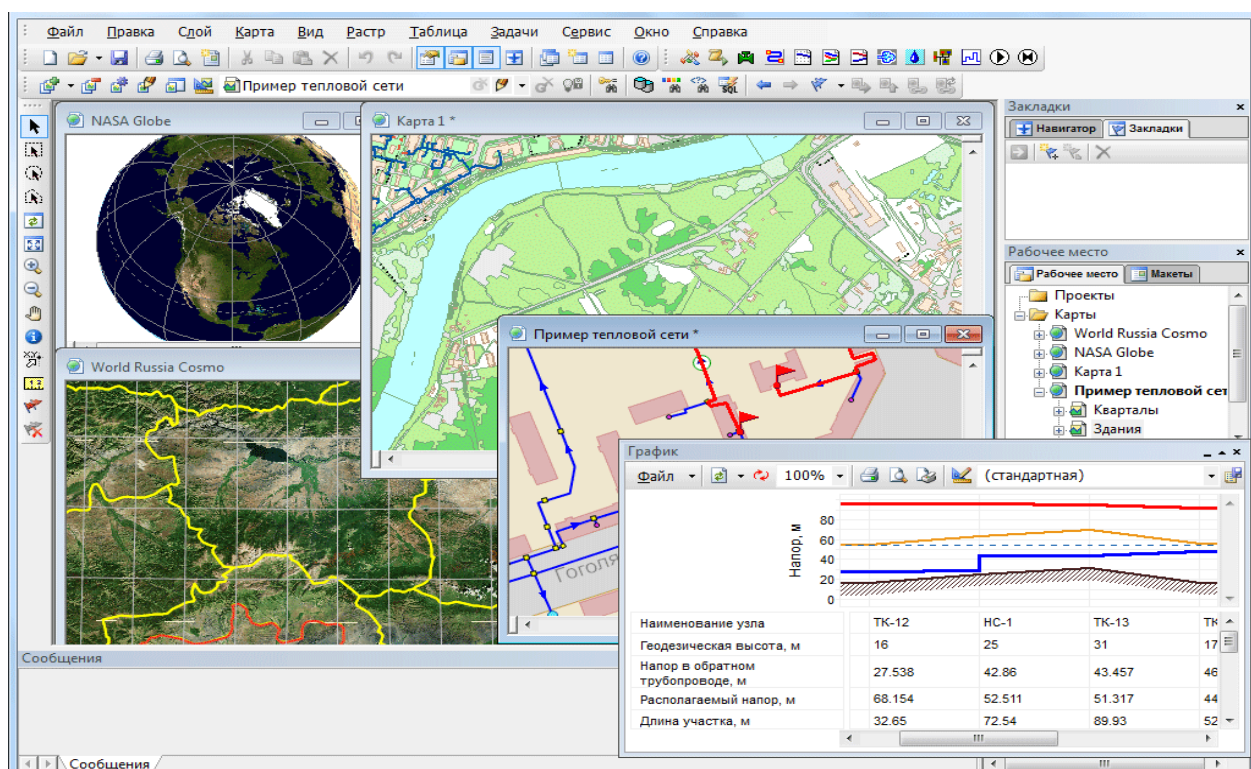 Файл Правка Слой Карта Вид Растр Таблица Задачи Сервис Окно Справка
Пример тепловой сети
SQL
NASA Globe
Карта 1 *
Закладки
Навигатор Закладки
Рабочее место
Рабочее место Макеты
Проекты
Карты
World Russia Cosmo
NASA Globe
Карта 1
Пример тепловой сет
Кварталы
Здания
Пример тепловой сети *
World Russia Cosmo
Гоголя
График
Файл 100% (стандартная)
Напор, м
80
60
40
20
0
Наименование узла ТК-12 НС-1 ТК-13 ТК
Геодезическая высота, м 16 25 31 17
Напор в обратном
трубопроводе, м 27.538 42.86 43.457 46
Располагаемый напор, м 68.154 52.511 51.317 44
Длина участка, м 32.65 72.54 89.93 52
Сообщения
Сообщения